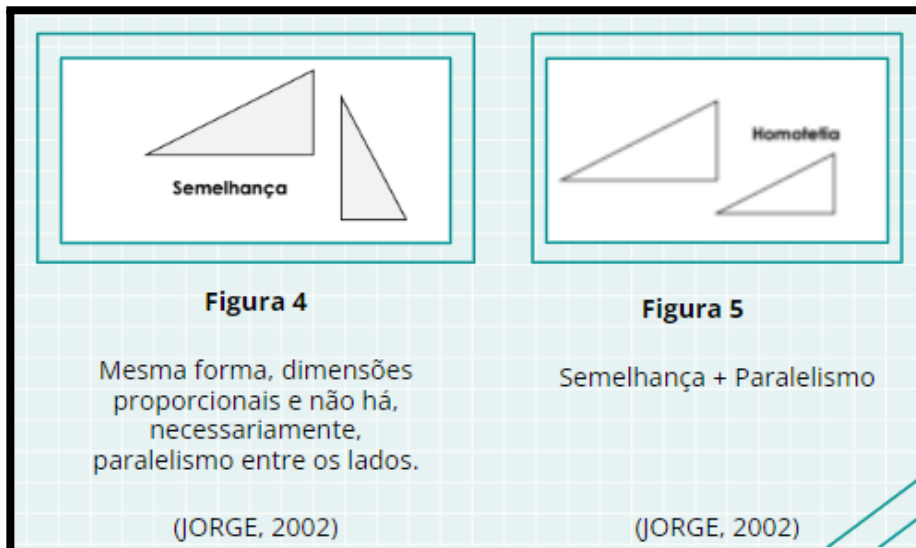 Semelhança
Figura 4
Mesma forma, dimensões
proporcionais e não há,
necessariamente,
paralelismo entre os lados.
(JORGE, 2002)
Homotetia
Figura 5
Semelhança + Paralelismo
(JORGE, 2002)